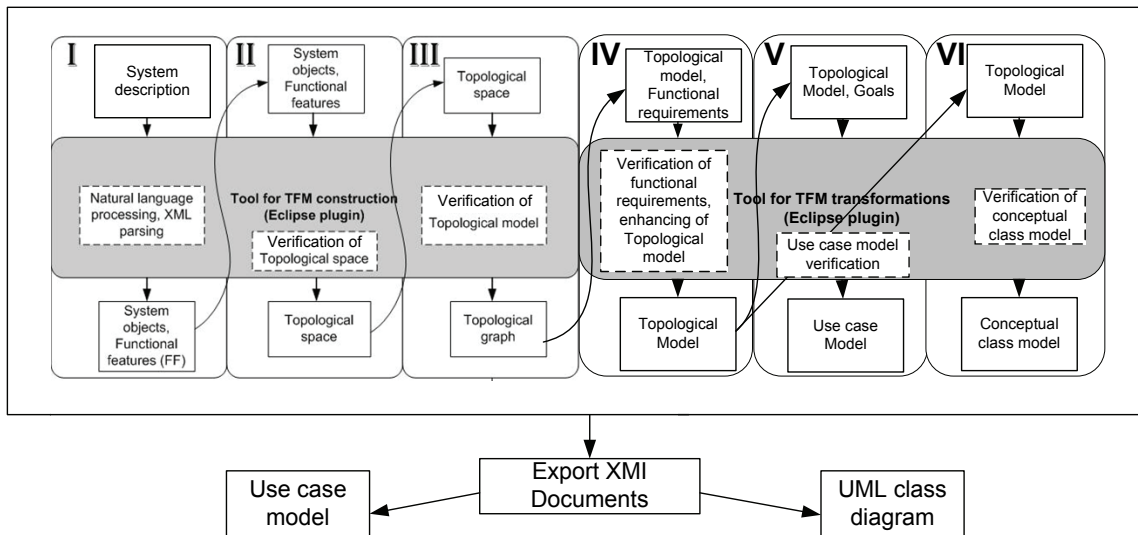 I
System
description
Natural language
processing, XML
parsing
System
objects,
Functional
features (FF)
II
System
objects,
Functional
features
Tool for TFM construction
(Eclipse plugin)
Verification of
Topological space
Topological
space
III
Topological
space
Verification of
Topological model
Topological
graph
IV
Topological
model,
Functional
requirements
Verification of
functional
requirements,
enhancing of
Topological
model
Topological
Model
V
Topological
Model, Goals
Tool for TFM transformations
(Eclipse plugin)
Use case model
verification
Use case
Model
VI
Topological
Model
Verification of
conceptual
class model
Conceptual
class model
Export XMI
Documents
Use case
model
UML class
diagram